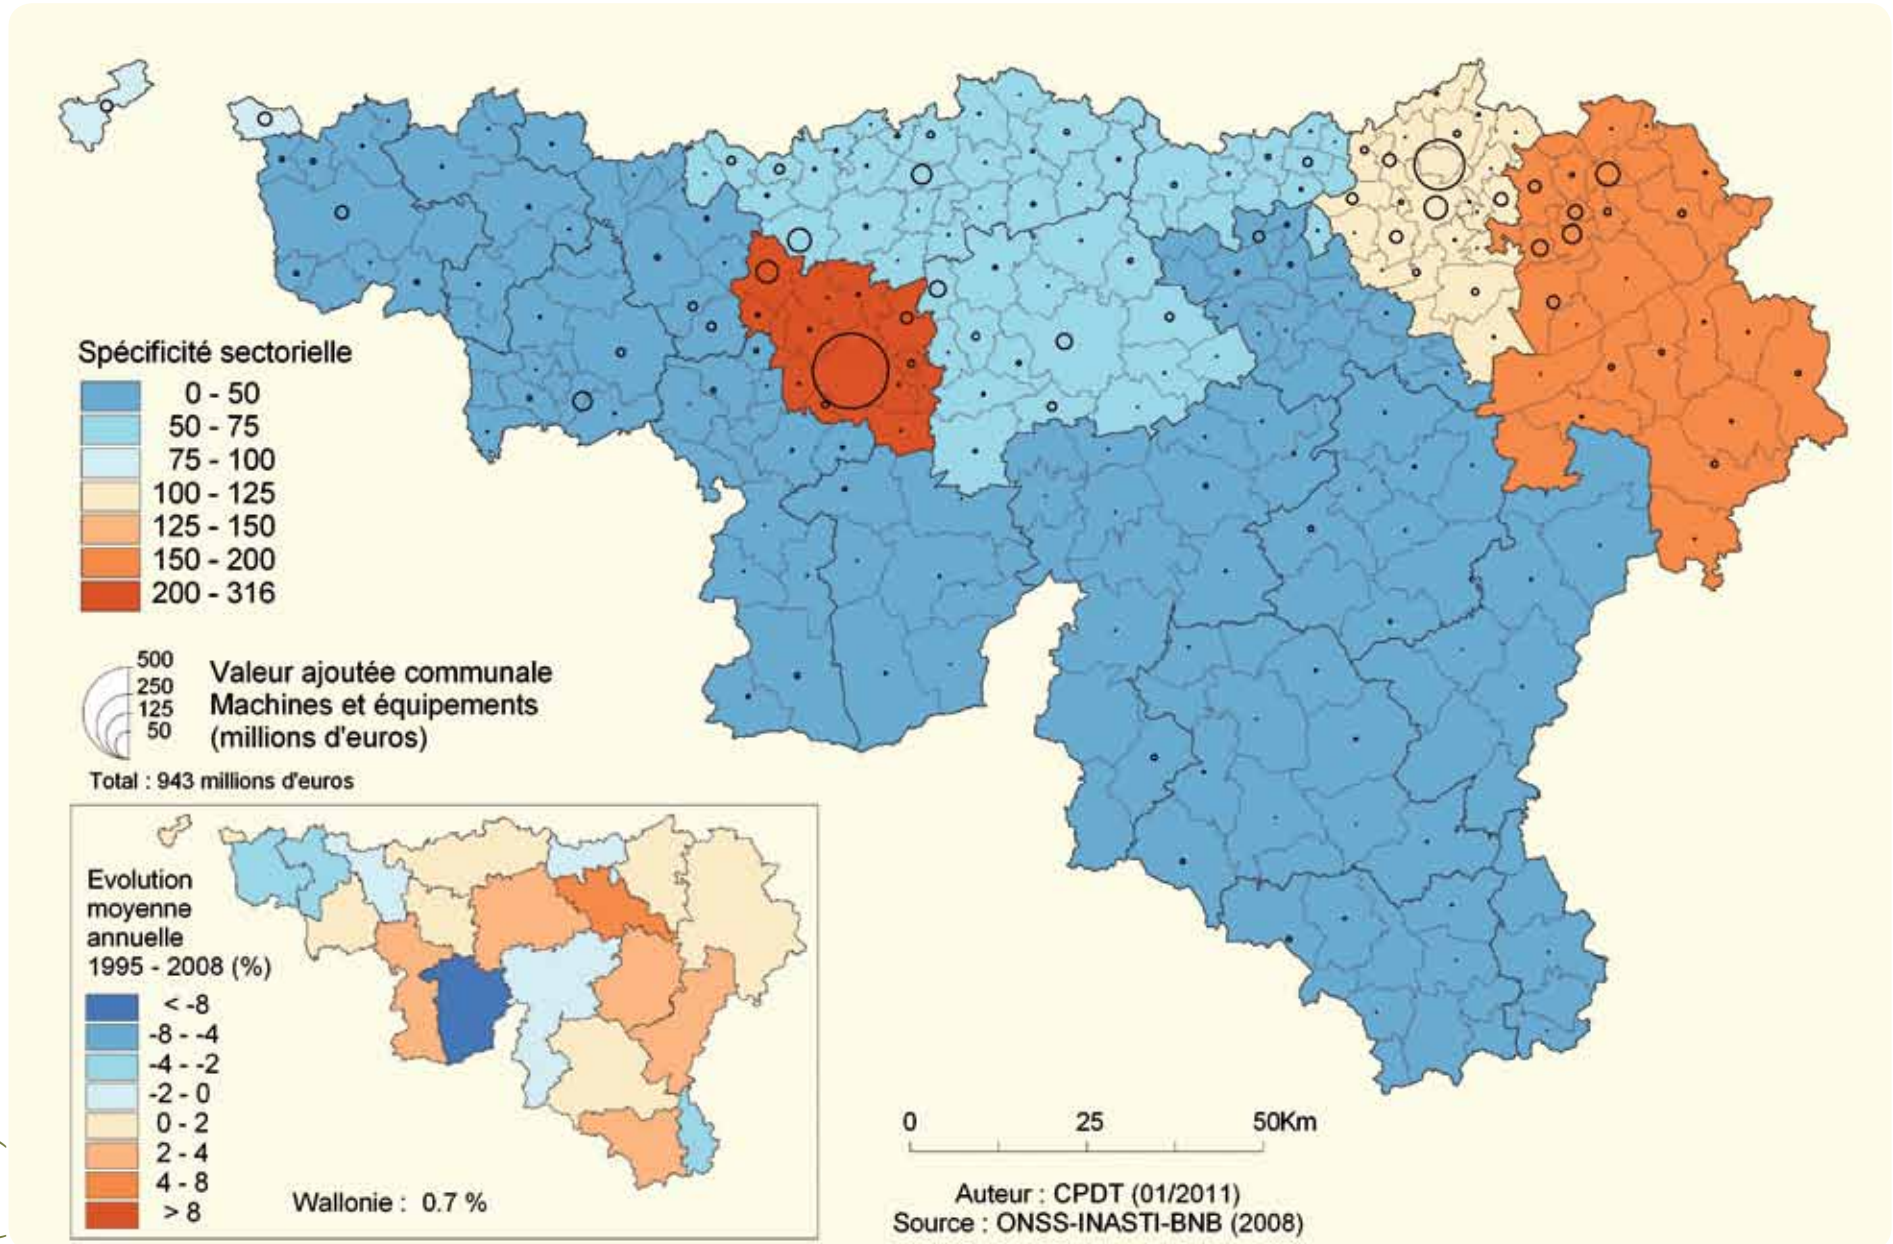 Spécificité sectorielle
0 - 50
50 - 75
75 - 100
100 - 125
125 - 150
150 - 200
200 - 316
500
250
125
50
Valeur ajoutée communale
Machines et équipements
(millions d'euros)
Total : 943 millions d'euros
Evolution
moyenne
annuelle
1995 - 2008 (%)
< -8
-8 - -4
-4 - -2
-2 - 0
0 - 2
2 - 4
4 - 8
> 8
Wallonie : 0.7 %
0 25 50Km
Auteur : CPDT (01/2011)
Source : ONSS-INASTI-BNB (2008)